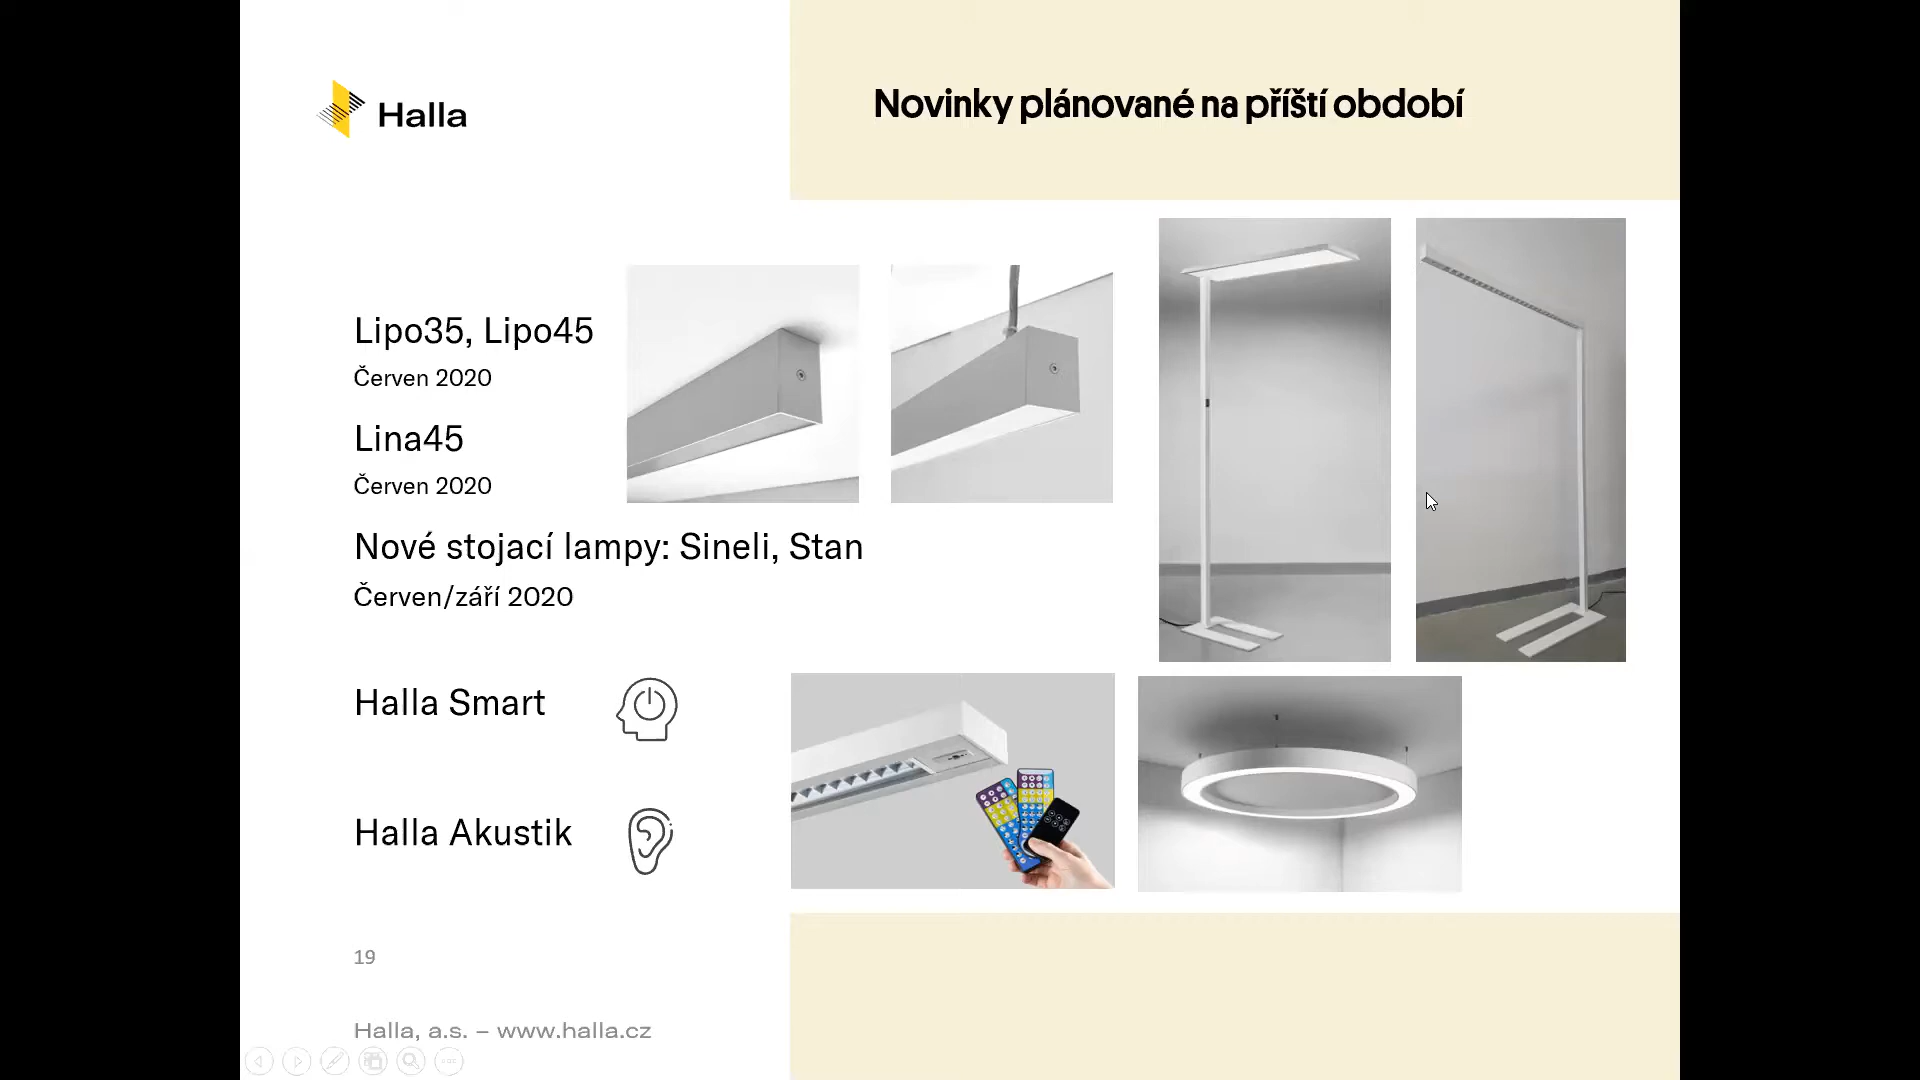 Halla
Novinky plánované na příští období
Lipo35, Lipo45
Červen 2020
Lina45
Červen 2020
Nové stojací lampy: Sineli, Stan
Červen/září 2020
Halla Smart
Halla Akustik
19
Halla, a.s. – www.halla.cz